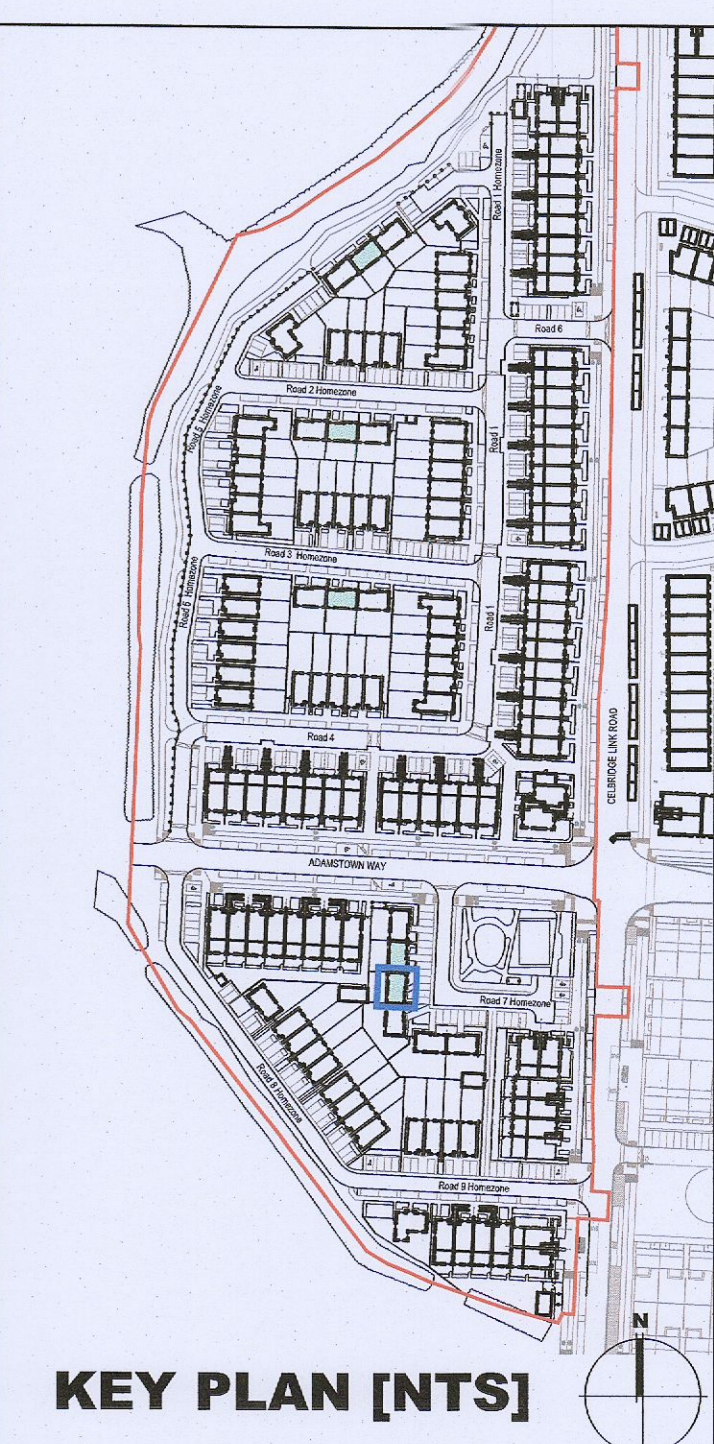 Road 1 Homezone
Road 6
Road 2 Homezone
Road 5 Homezone
Road 1
Road 3 Homezone
Road 6 Homezone
Road 1
Road 4
CELBRIDGE LINK ROAD
ADAMSTOWN WAY
Road 7 Homezone
Road 8 Homezone
Road 9 Homezone
N
KEY PLAN [NTS]